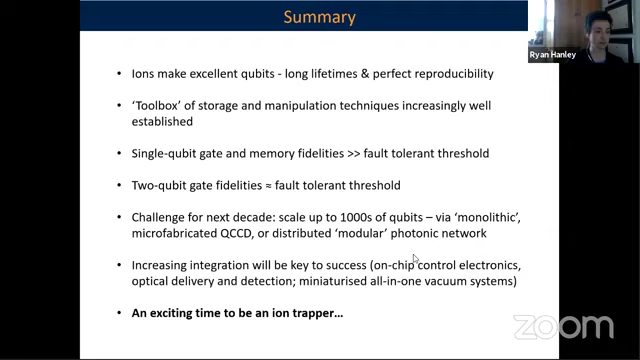 Summary
Ryan Hanley
• Ions make excellent qubits - long lifetimes & perfect reproducibility
• ‘Toolbox’ of storage and manipulation techniques increasingly well
established
• Single-qubit gate and memory fidelities >> fault tolerant threshold
• Two-qubit gate fidelities ≈ fault tolerant threshold
• Challenge for next decade: scale up to 1000s of qubits – via ‘monolithic’,
microfabricated QCCD, or distributed ‘modular’ photonic network
• Increasing integration will be key to success (on-chip control electronics,
optical delivery and detection; miniaturised all-in-one vacuum systems)
• An exciting time to be an ion trapper…
zoom